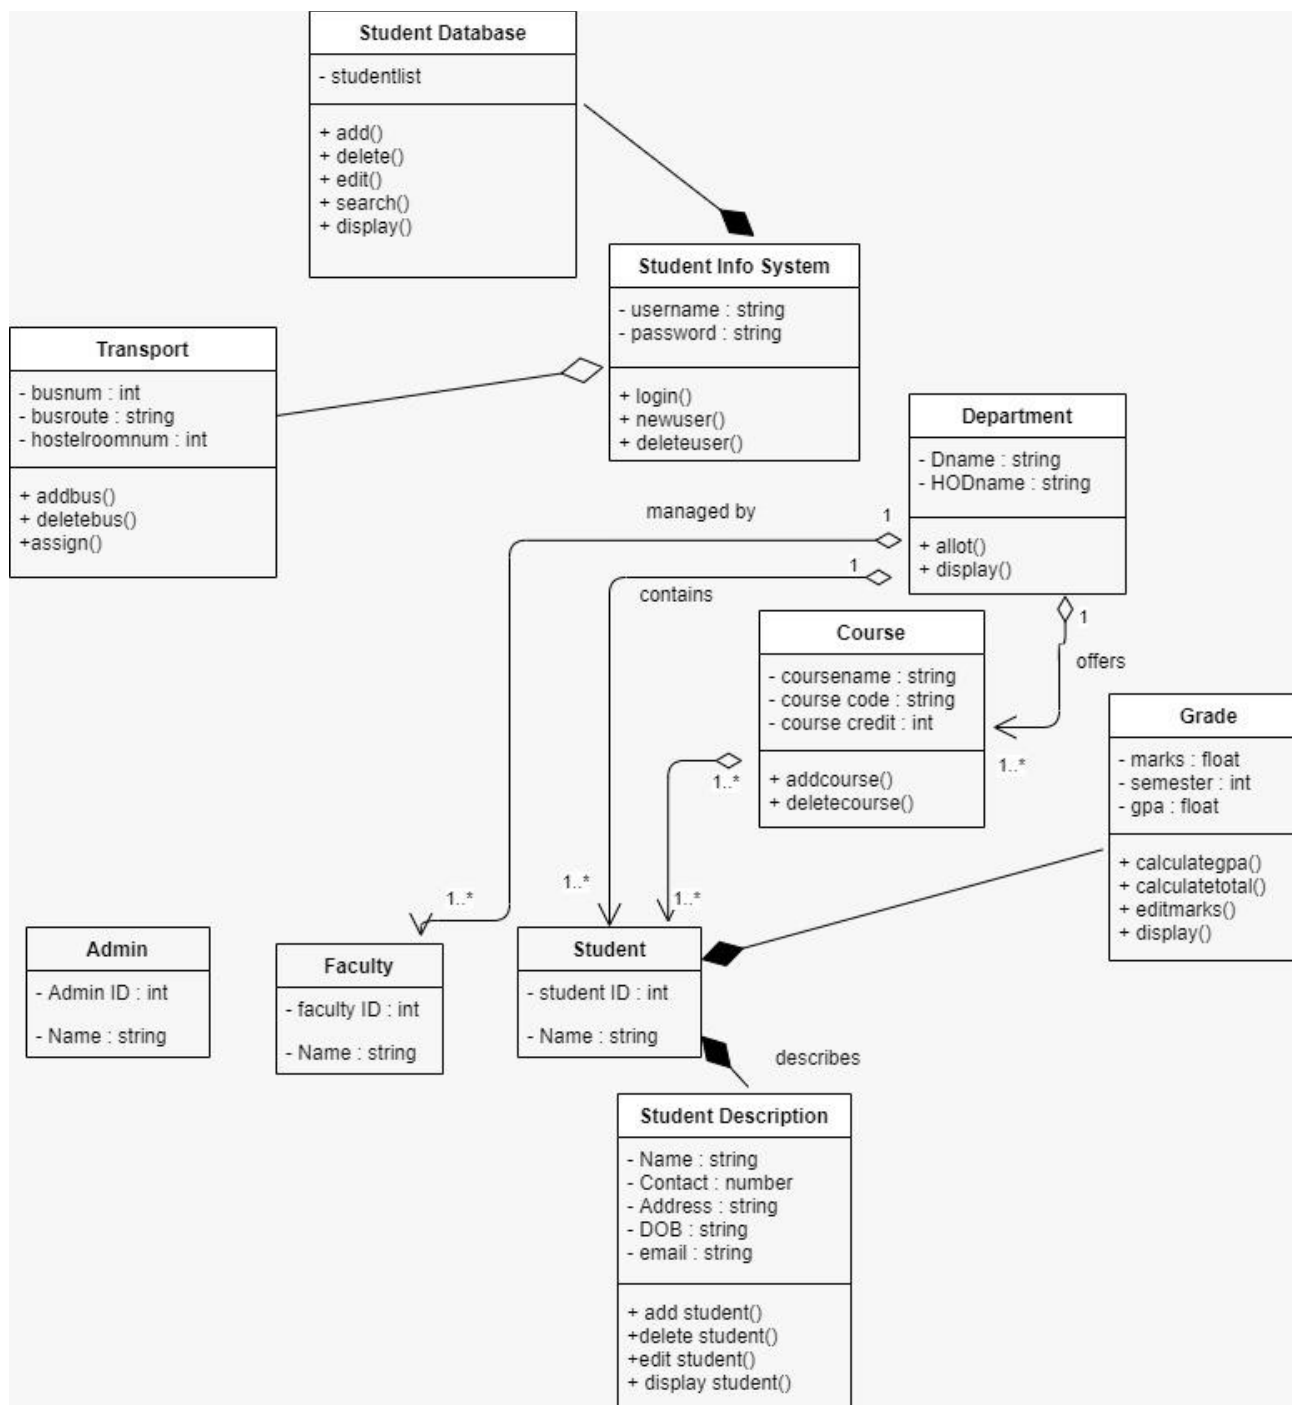 Student Database
- studentlist
+ add()
+ delete()
+ edit()
+ search()
+ display()
Student Info System
- username : string
- password : string
+ login()
+ newuser()
+ deleteuser()
Transport
- busnum : int
- busroute : string
- hostelroomnum : int
+ addbus()
+ deletebus()
+assign()
Department
- Dname : string
- HODname : string
+ allot()
+ display()
managed by
1
1
contains
1
offers
Course
- coursename : string
- course code : string
- course credit : int
+ addcourse()
+ deletecourse()
1..*
1..*
Grade
- marks : float
- semester : int
- gpa : float
+ calculategpa()
+ calculatetotal()
+ editmarks()
+ display()
1..*
1..*
1..*
Admin
- Admin ID : int
- Name : string
Faculty
- faculty ID : int
- Name : string
Student
- student ID : int
- Name : string
describes
Student Description
- Name : string
- Contact : number
- Address : string
- DOB : string
- email : string
+ add student()
+delete student()
+edit student()
+ display student()